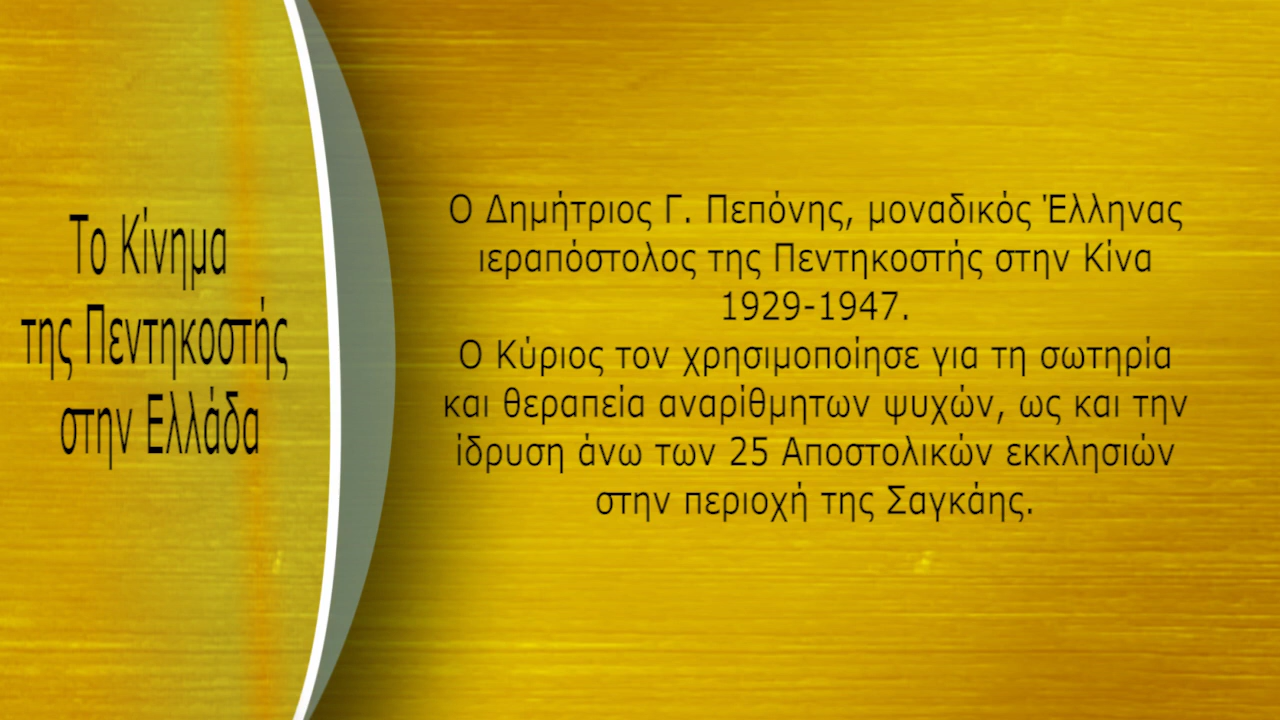 Το Κίνημα
της Πεντηκοστής
στην Ελλάδα
Ο Δημήτριος Γ. Πεπόνης, μοναδικός Έλληνας
ιεραπόστολος της Πεντηκοστής στην Κίνα
1929-1947.
Ο Κύριος τον χρησιμοποίησε για τη σωτηρία
και θεραπεία αναρίθμητων ψυχών, ως και την
ίδρυση άνω των 25 Αποστολικών εκκλησιών
στην περιοχή της Σαγκάης.